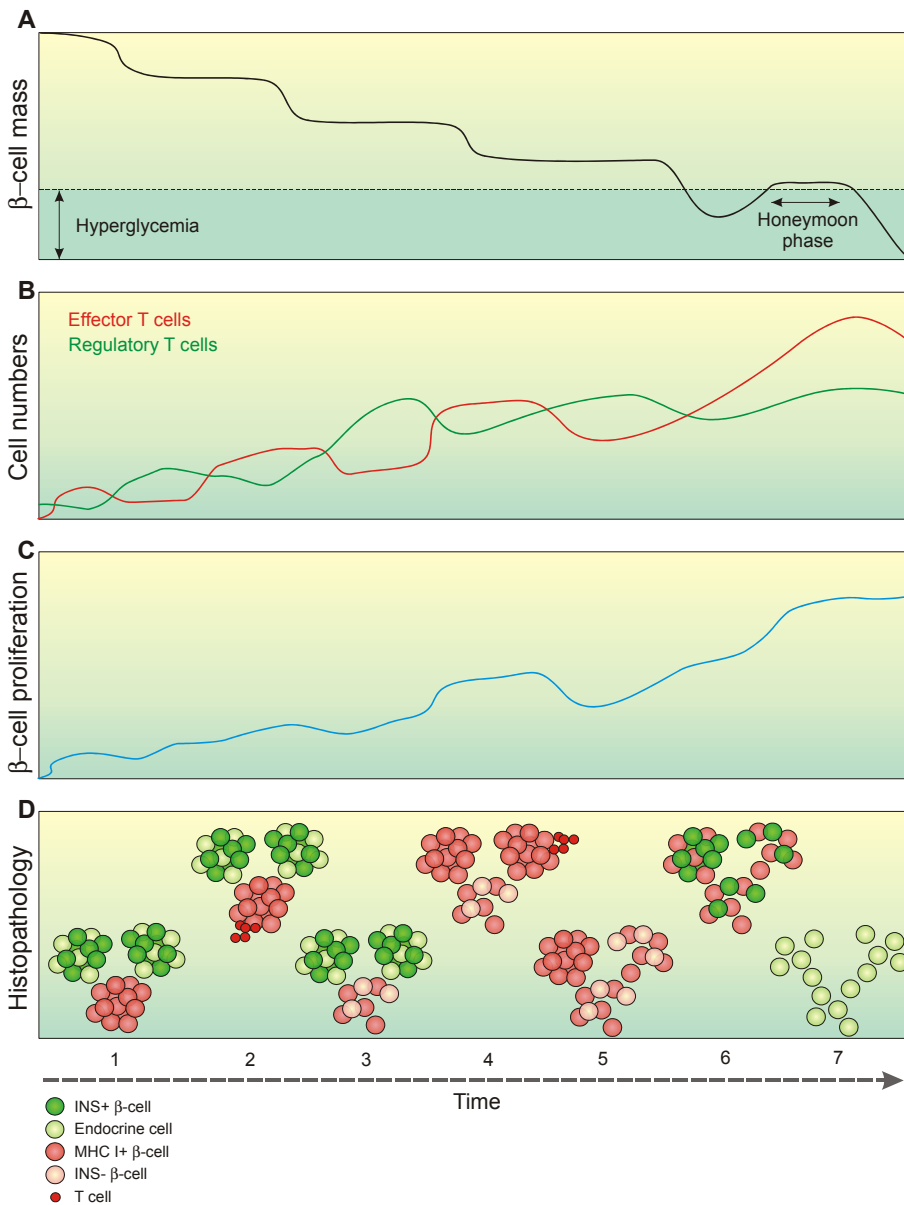 A
β–cell mass
Hyperglycemia
Honeymoon
phase
B
Cell numbers
Effector T cells
Regulatory T cells
C
β–cell proliferation
D
Histopathology
1 2 3 4 5 6 7
Time
INS+ β-cell
Endocrine cell
MHC I+ β-cell
INS- β-cell
T cell